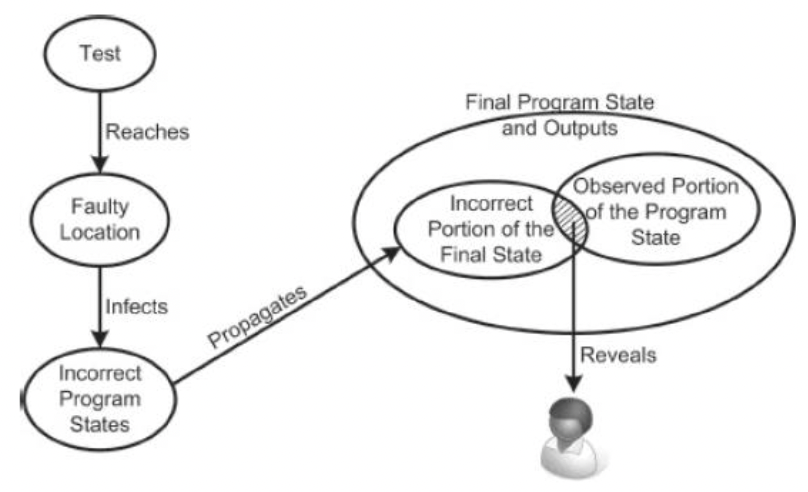 Test
Reaches
Faulty
Location
Infects
Incorrect
Program
States
Propagates
Final Program State
and Outputs
Incorrect
Portion of the
Final State
Observed Portion
of the Program
State
Reveals